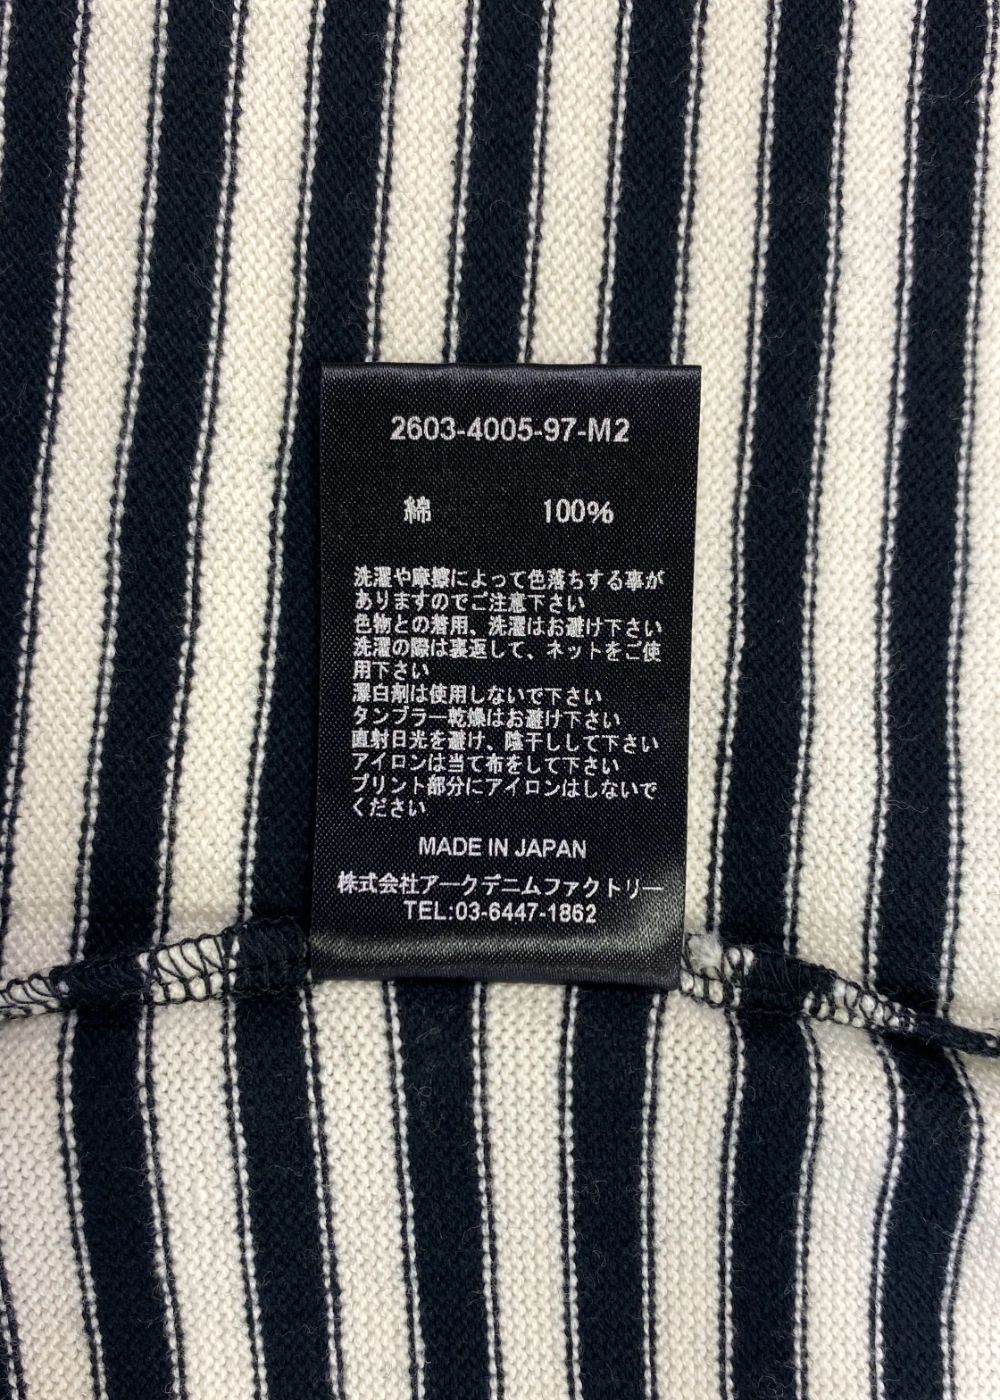 2603-4005-97-M2
綿 100%
洗濯や摩擦によって色落ちする事が
ありますのでご注意下さい
色物との着用、洗濯はお避け下さい
洗濯の際は裏返して、ネットをご使
用下さい
漂白剤は使用しないで下さい
タンブラー乾燥はお避け下さい
直射日光を避け、陰干しして下さい
アイロンは当て布をして下さい
プリント部分にアイロンはしないで
ください
MADE IN JAPAN
株式会社アークデニムファクトリー
TEL:03-6447-1862